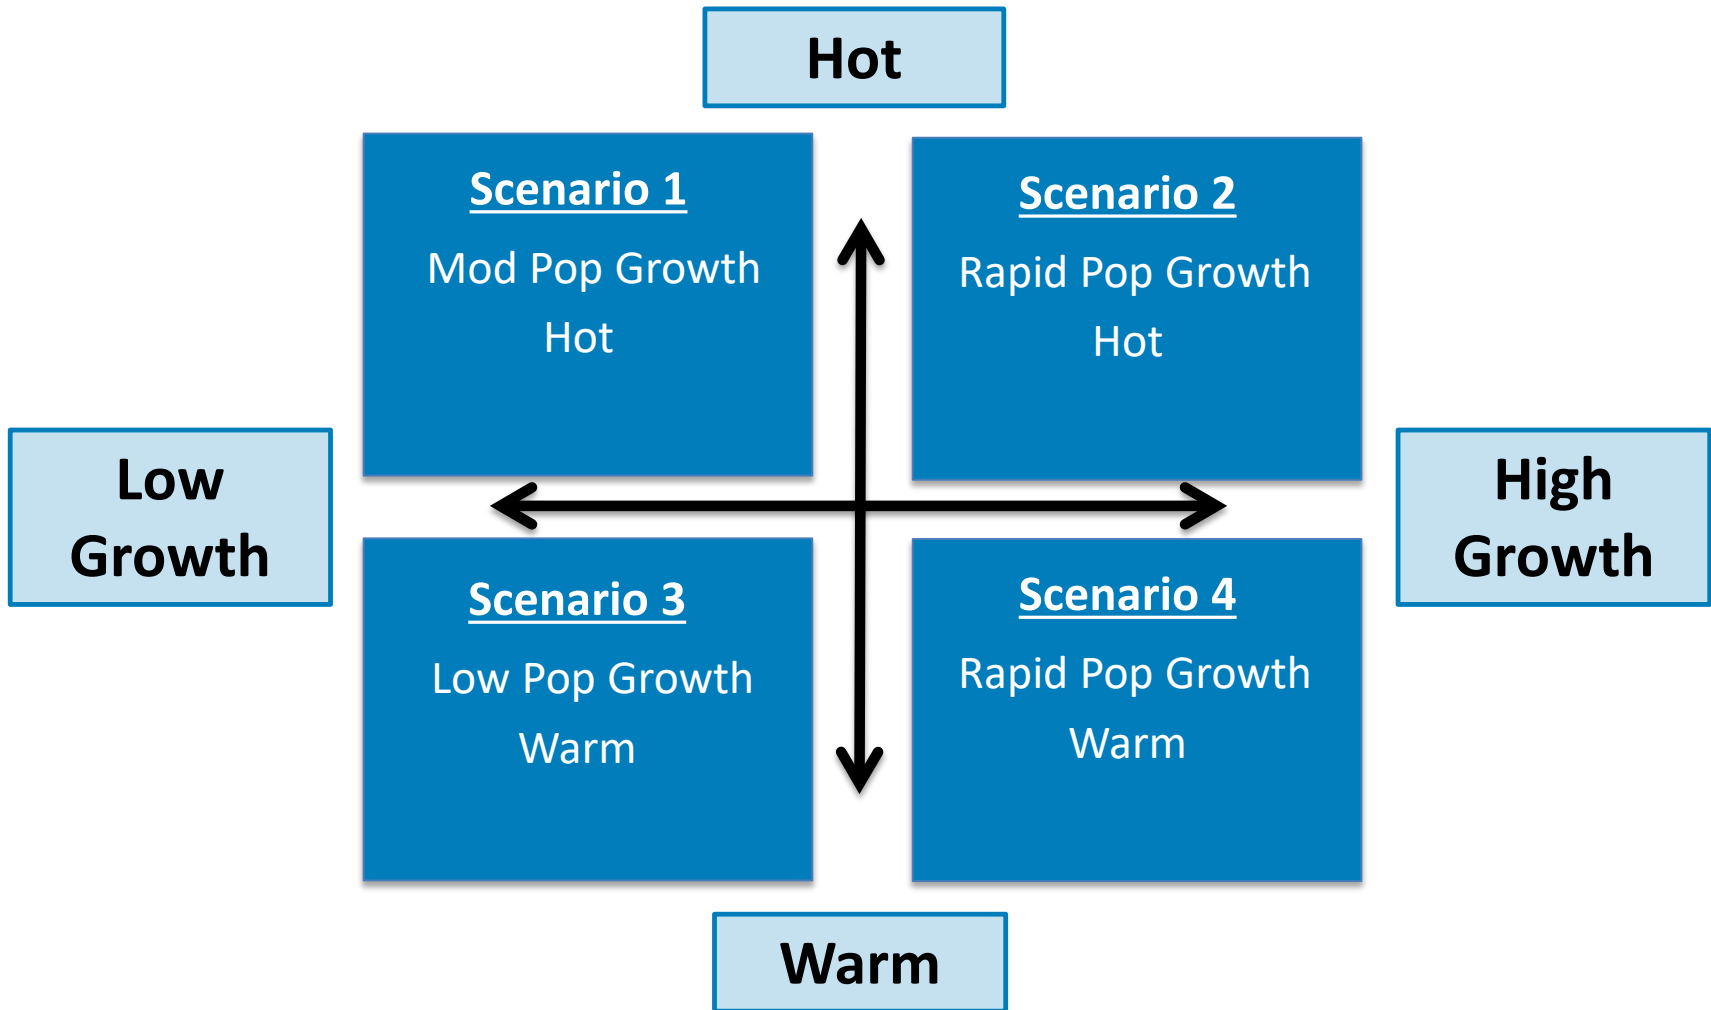 Hot
Scenario 1
Mod Pop Growth
Hot
Scenario 2
Rapid Pop Growth
Hot
Low
Growth
High
Growth
Scenario 3
Low Pop Growth
Warm
Scenario 4
Rapid Pop Growth
Warm
Warm